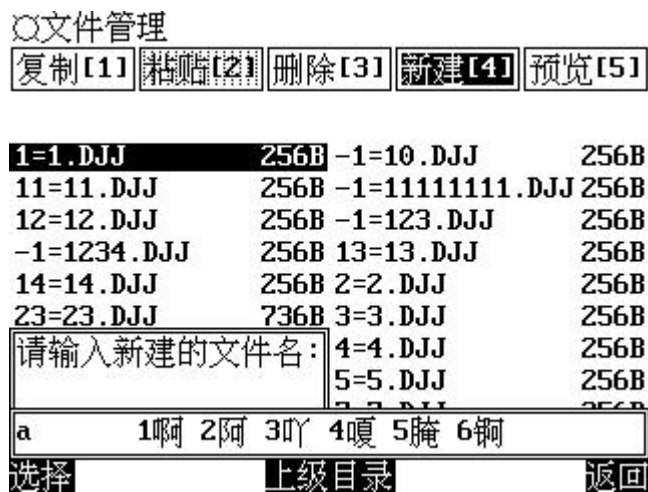 文件管理
复制[1] 粘贴[2] 删除[3] 新建[4] 预览[5]
1=1.DJJ 256B -1=10.DJJ 256B
11=11.DJJ 256B -1=11111111.DJJ 256B
12=12.DJJ 256B -1=123.DJJ 256B
-1=1234.DJJ 256B 13=13.DJJ 256B
14=14.DJJ 256B 2=2.DJJ 256B
23=23.DJJ 736B 3=3.DJJ 256B
请输入新建的文件名: 4=4.DJJ 256B
5=5.DJJ 256B
a 1啊 2阿 3吖 4嗄 5腌 6锕
选择 上级目录 返回